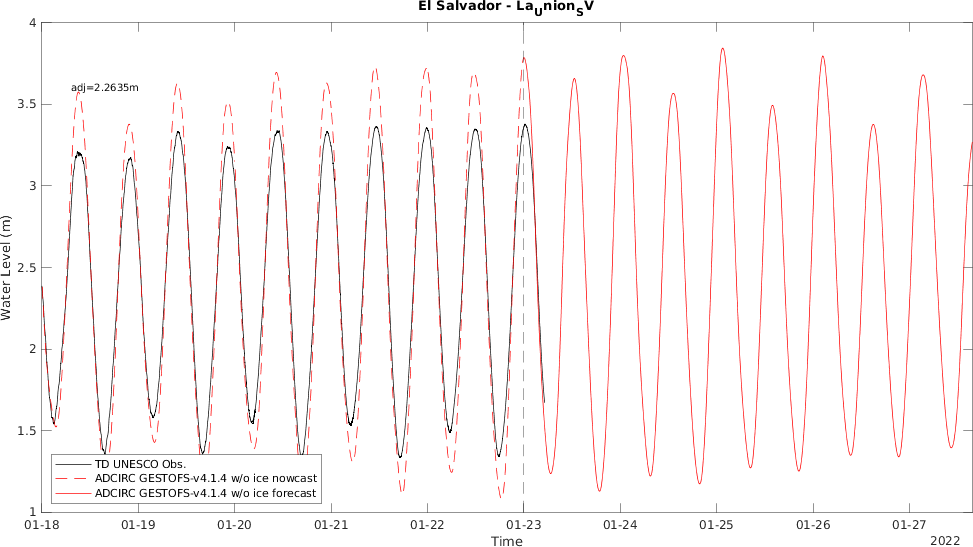 El Salvador - LaUnionSV
adj=2.2635m
Water Level (m)
4
3.5
3
2.5
2
1.5
1
TD UNESCO Obs.
ADCIRC GESTOFS-v4.1.4 w/o ice nowcast
ADCIRC GESTOFS-v4.1.4 w/o ice forecast
01-18 01-19 01-20 01-21 01-22 01-23 01-24 01-25 01-26 01-27
Time
2022